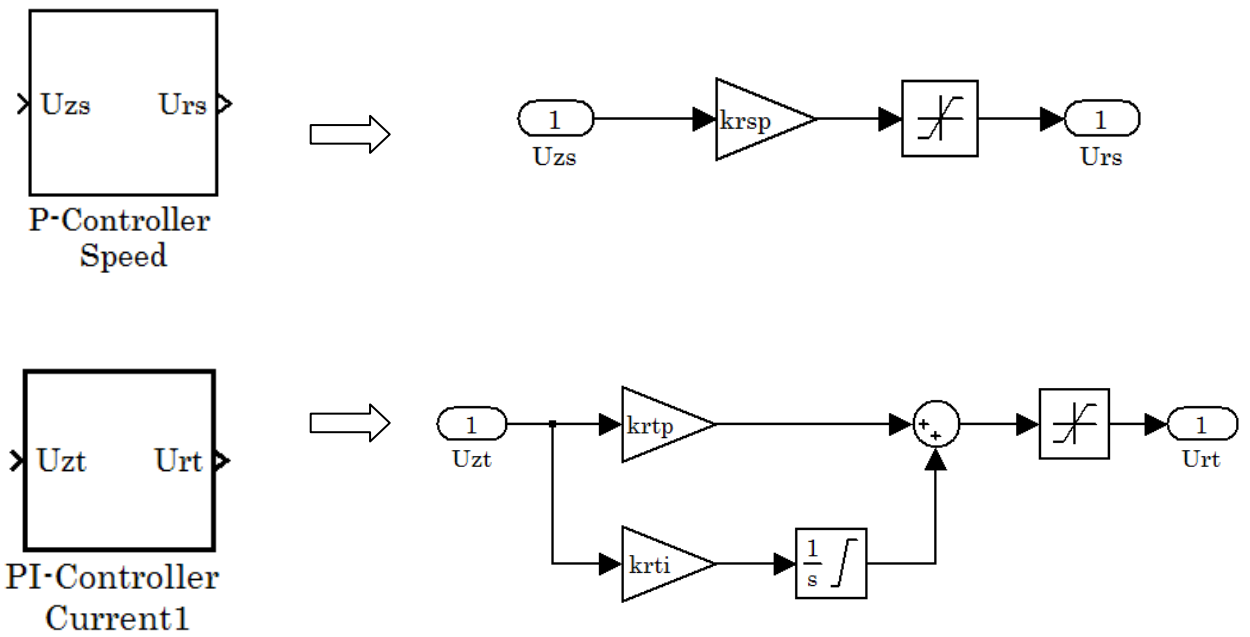 Uzs Urs
P-Controller
Speed
1
Uzs
krsp
1
Urs
Uzt Urt
PI-Controller
Current1
1
Uzt
krtp
krti
1
s
+
+
1
Urt